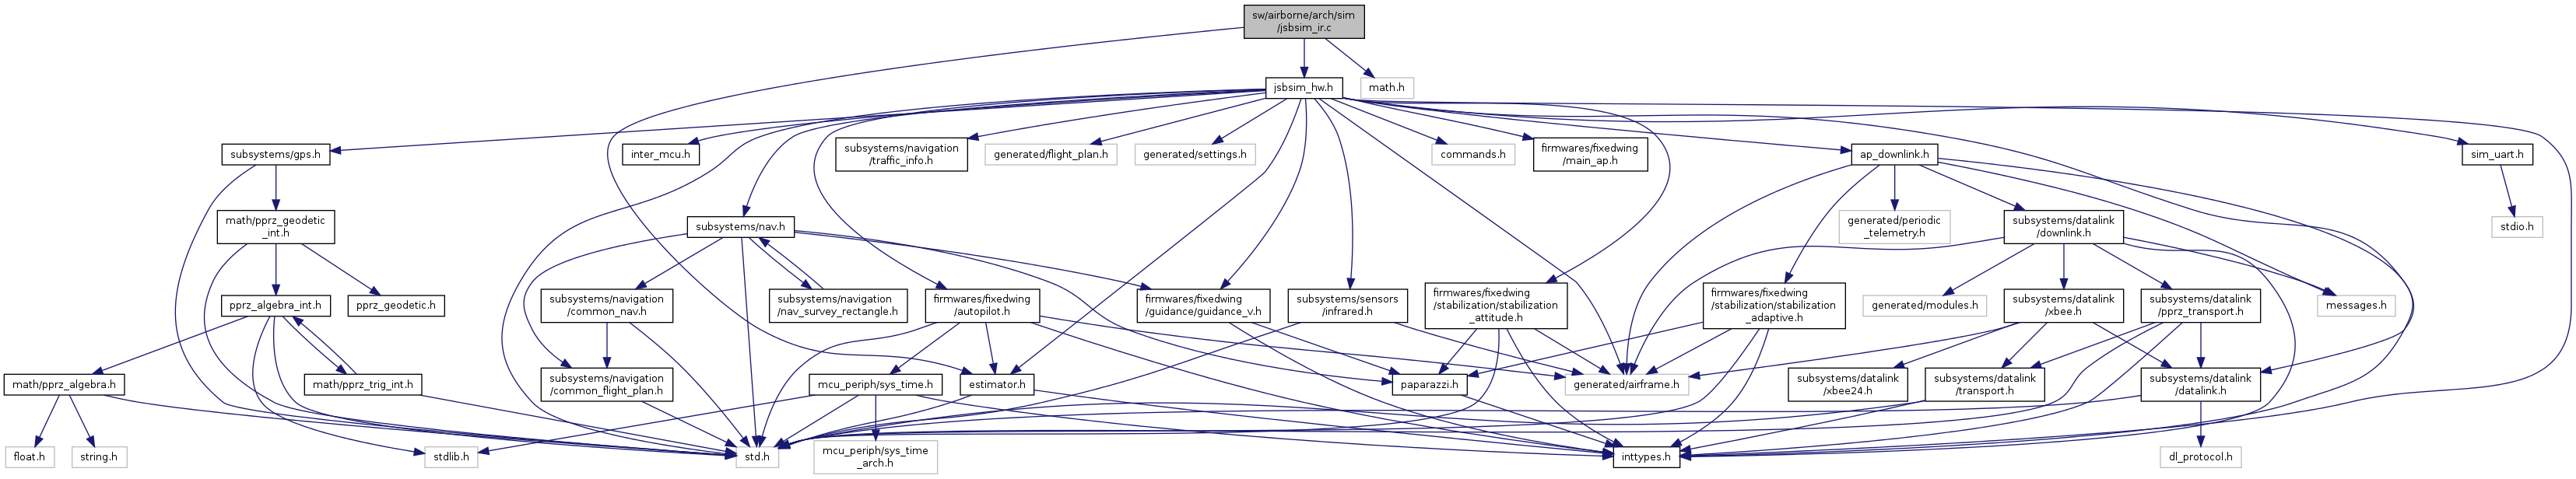 sw/airborne/arch/sim
/jsbsim_ir.c
jsbsim_hw.h
math.h
subsystems/gps.h
inter_mcu.h
subsystems/navigation
/traffic_info.h
generated/flight_plan.h
generated/settings.h
commands.h
firmwares/fixedwing
/main_ap.h
ap_downlink.h
sim_uart.h
math/pprz_geodetic
_int.h
subsystems/nav.h
generated/periodic
_telemetry.h
subsystems/datalink
/downlink.h
stdio.h
pprz_algebra_int.h
pprz_geodetic.h
subsystems/navigation
/common_nav.h
subsystems/navigation
/nav_survey_rectangle.h
firmwares/fixedwing
/autopilot.h
firmwares/fixedwing
/guidance/guidance_v.h
subsystems/sensors
/infrared.h
firmwares/fixedwing
/stabilization/stabilization
_attitude.h
firmwares/fixedwing
/stabilization/stabilization
_adaptive.h
generated/modules.h
subsystems/datalink
/xbee.h
subsystems/datalink
/pprz_transport.h
messages.h
math/pprz_algebra.h
math/pprz_trig_int.h
subsystems/navigation
/common_flight_plan.h
mcu_periph/sys_time.h
estimator.h
paparazzi.h
generated/airframe.h
subsystems/datalink
/xbee24.h
subsystems/datalink
/transport.h
subsystems/datalink
/datalink.h
float.h
string.h
stdlib.h
std.h
mcu_periph/sys_time
_arch.h
inttypes.h
dl_protocol.h